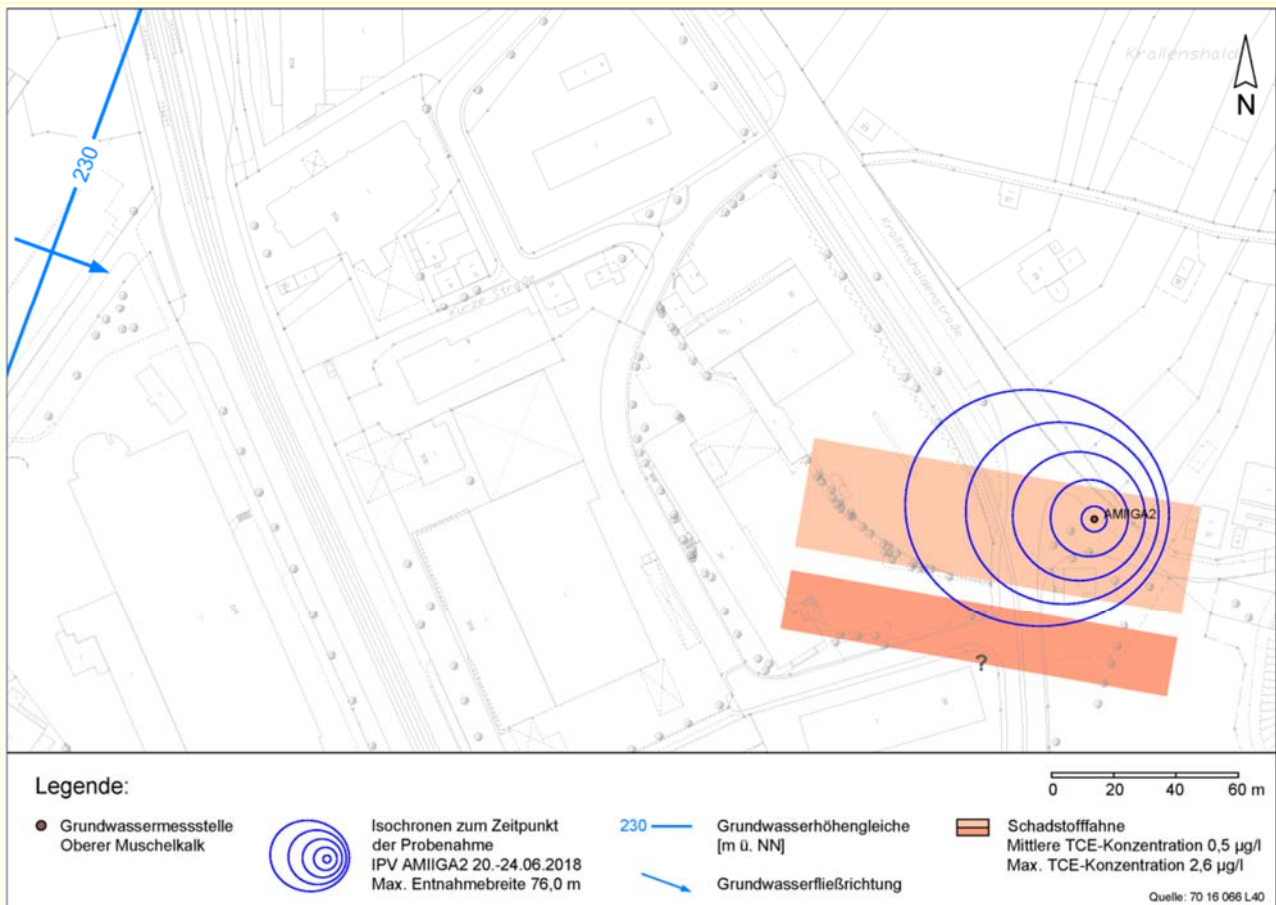 Krailenshald
N
230
Kurze Straße
Krailenshaldenstraße
AMIIGA2
?
Legende:
0 20 40 60 m
Grundwassermessstelle
Oberer Muschelkalk
Isochronen zum Zeitpunkt
der Probenahme
IPV AMIIGA2 20.-24.06.2018
Max. Entnahmebreite 76,0 m
230
Grundwasserhöhengleiche
[m ü. NN]
Grundwasserfließrichtung
Schadstofffahne
Mittlere TCE-Konzentration 0,5 µg/l
Max. TCE-Konzentration 2,6 µg/l
Quelle: 70 16 066 L40